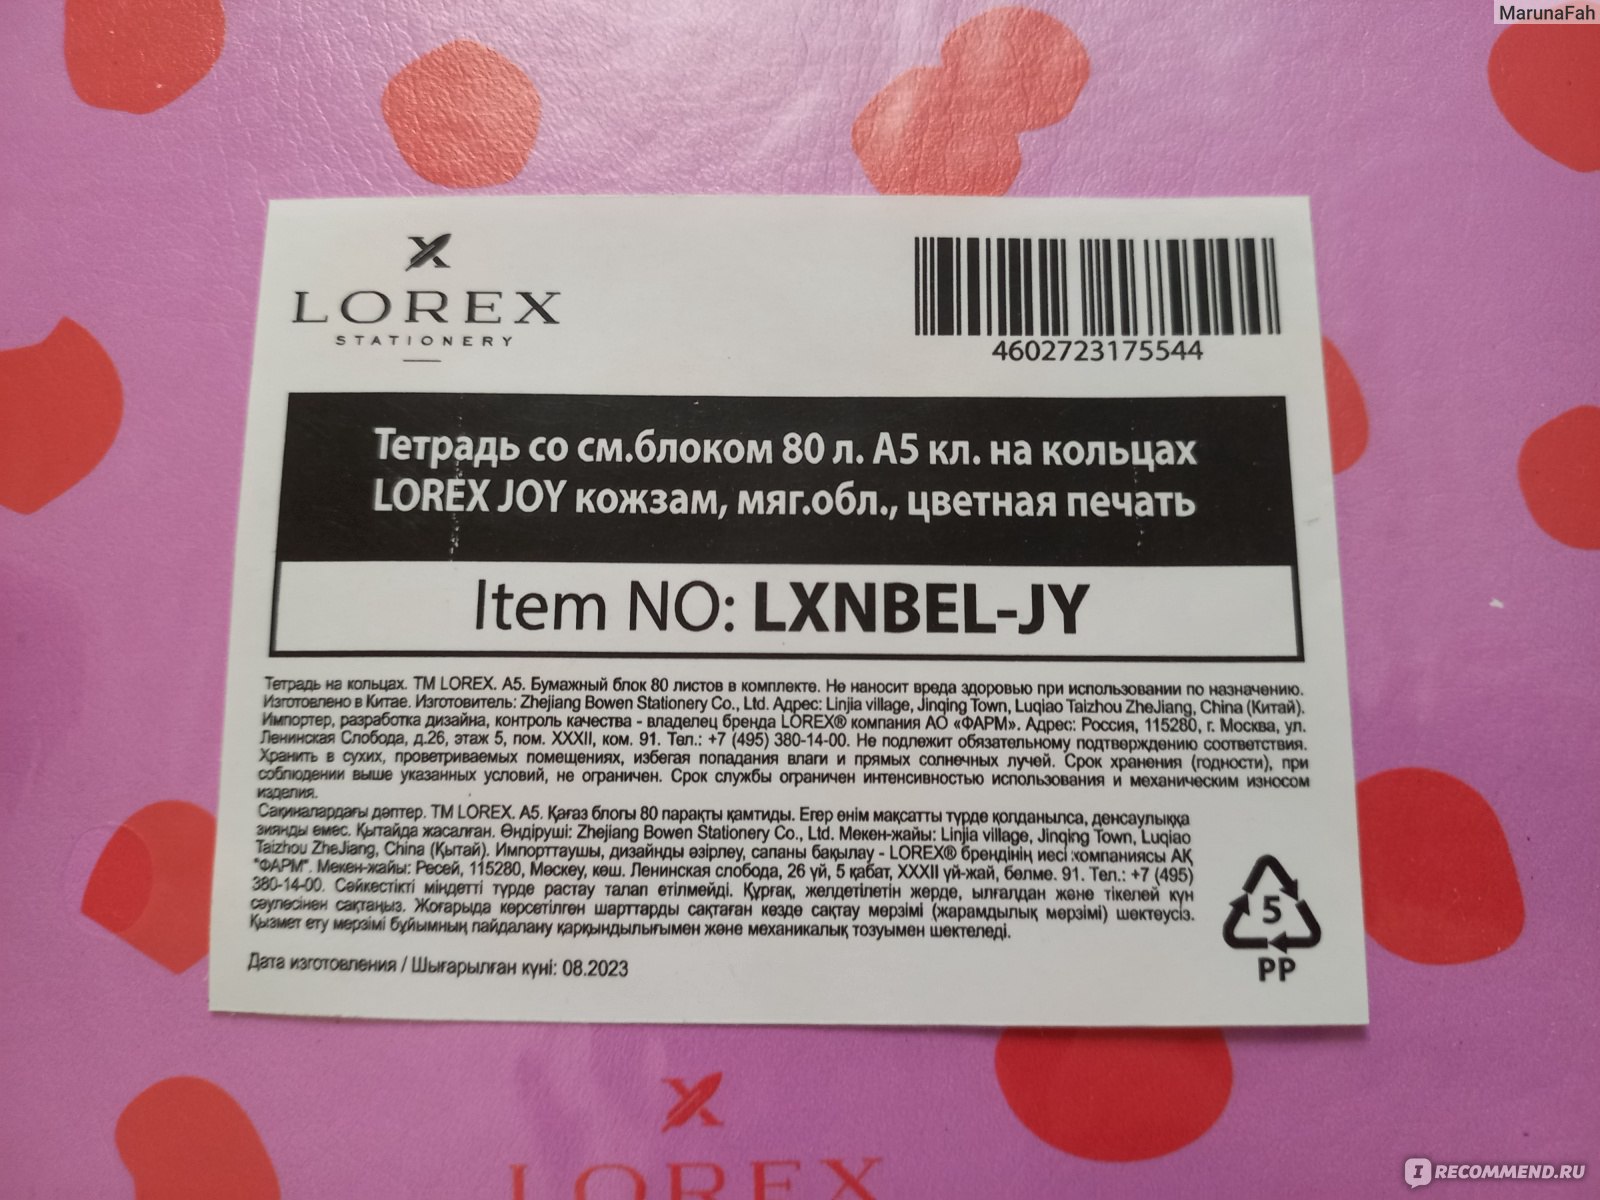 MarunaFah
LOREX
STATIONERY
4602723175544
Тетрадь со см.блоком 80 л. А5 кл. на кольцах
LOREX JOY кожзам, мяг.обл., цветная печать
Item NO: LXNBEL-JY
Тетрадь на кольцах. ТМ LOREX. А5. Бумажный блок 80 листов в комплекте. Не наносит вреда здоровью при использовании по назначению.
Изготовлено в Китае. Изготовитель: Zhejiang Bowen Stationery Co., Ltd. Адрес: Linjia village, Jinqing Town, Luqiao Taizhou ZheJiang, China (Китай).
Импортер, разработка дизайна, контроль качества - владелец бренда LOREX® компания АО «ФАРМ». Адрес: Россия, 115280, г. Москва, ул.
Ленинская Слобода, д.26, этаж 5, пом. XXXII, ком. 91. Тел.: +7 (495) 380-14-00. Не подлежит обязательному подтверждению соответствия.
Хранить в сухих, проветриваемых помещениях, избегая попадания влаги и прямых солнечных лучей. Срок хранения (годности), при
соблюдении выше указанных условий, не ограничен. Срок службы ограничен интенсивностью использования и механическим износом
изделия.
Сақиналардағы дәптер. ТМ LOREX. А5. Қағаз блогы 80 парақты қамтиды. Егер өнім мақсатты түрде қолданылса, денсаулыққа
зиянды емес. Қытайда жасалған. Өндіруші: Zhejiang Bowen Stationery Co., Ltd. Мекен-жайы: Linjia village, Jinqing Town, Luqiao
Taizhou ZheJiang, China (Қытай). Импорттаушы, дизайнды әзірлеу, сапаны бақылау - LOREX® брендінің иесі компаниясы АҚ
"ФАРМ". Мекен-жайы: Ресей, 115280, Мәскеу, көш. Ленинская слобода, 26 үй, 5 қабат, XXXII үй-жай, бөлме. 91. Тел.: +7 (495)
380-14-00. Сәйкестікті міндетті түрде растау талап етілмейді. Құрғақ, желдетілетін жерде, ылғалдан және тікелей күн
сәулесінен сақтаңыз. Жоғарыда көрсетілген шарттарды сақтаған кезде сақтау мерзімі (жарамдылық мерзімі) шектеусіз.
Қызмет ету мерзімі бұйымның пайдалану қарқындылығымен және механикалық тозуымен шектеледі.
5
PP
Дата изготовления / Шығарылған күні: 08.2023
LOREX
IRECOMMEND.RU